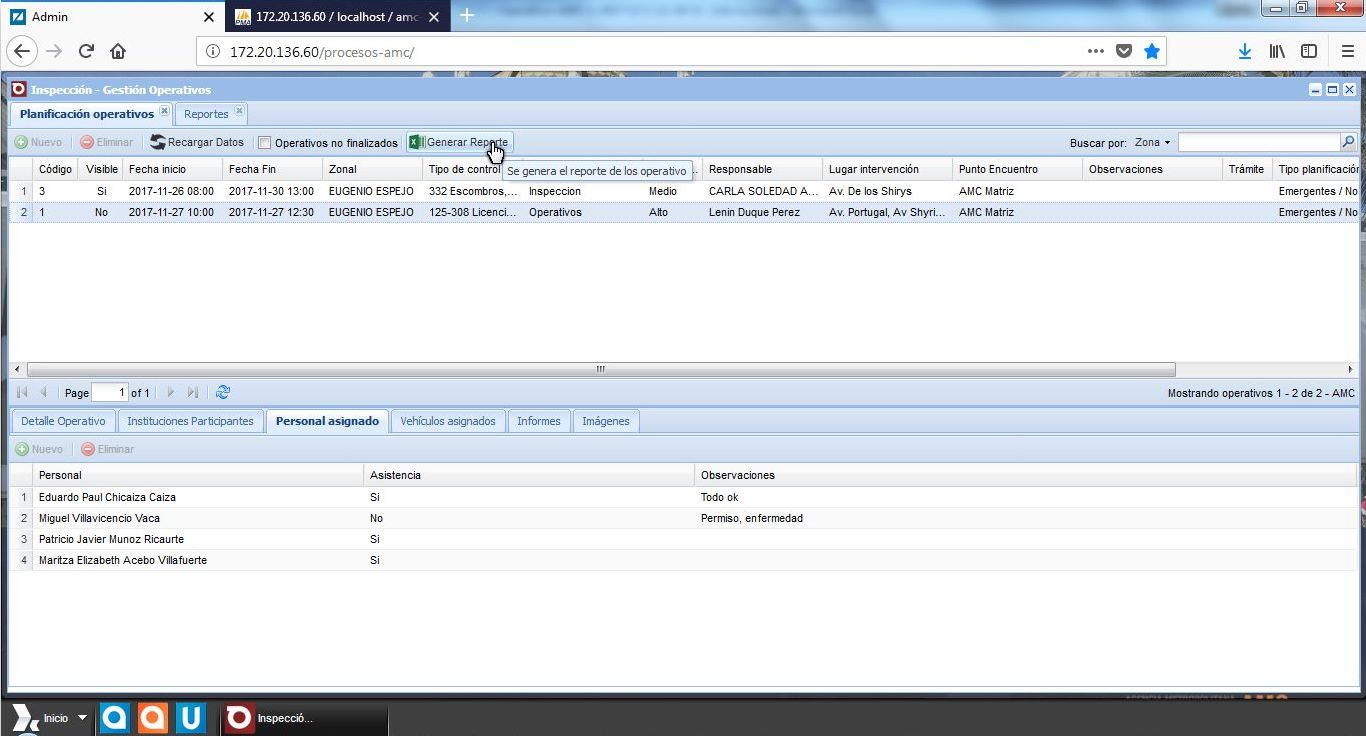 Admin
172.20.136.60 / localhost / amc-
172.20.136.60/procesos-amc/
Inspección - Gestión Operativos
Planificación operativos Reportes
Nuevo Eliminar Recargar Datos Operativos no finalizados Generar Reporte Buscar por: Zona
Se genera el reporte de los operativo
Código Visible Fecha inicio Fecha Fin Zonal Tipo de control Responsable Lugar intervención Punto Encuentro Observaciones Trámite Tipo planificación
1 3 Si 2017-11-26 08:00 2017-11-30 13:00 EUGENIO ESPEJO 332 Escombros,... Inspeccion Medio CARLA SOLEDAD A... Av. De los Shirys AMC Matriz Emergentes / No
2 1 No 2017-11-27 10:00 2017-11-27 12:30 EUGENIO ESPEJO 125-308 Licenci... Operativos Alto Lenin Duque Perez Av. Portugal, Av Shyri... AMC Matriz Emergentes / No
Page 1 of 1 Mostrando operativos 1 - 2 de 2 - AMC
Detalle Operativo Instituciones Participantes Personal asignado Vehículos asignados Informes Imágenes
Nuevo Eliminar
Personal Asistencia Observaciones
1 Eduardo Paul Chicaiza Caiza Si Todo ok
2 Miguel Villavicencio Vaca No Permiso, enfermedad
3 Patricio Javier Munoz Ricaurte Si
4 Maritza Elizabeth Acebo Villafuerte Si
Inicio Inspecció...